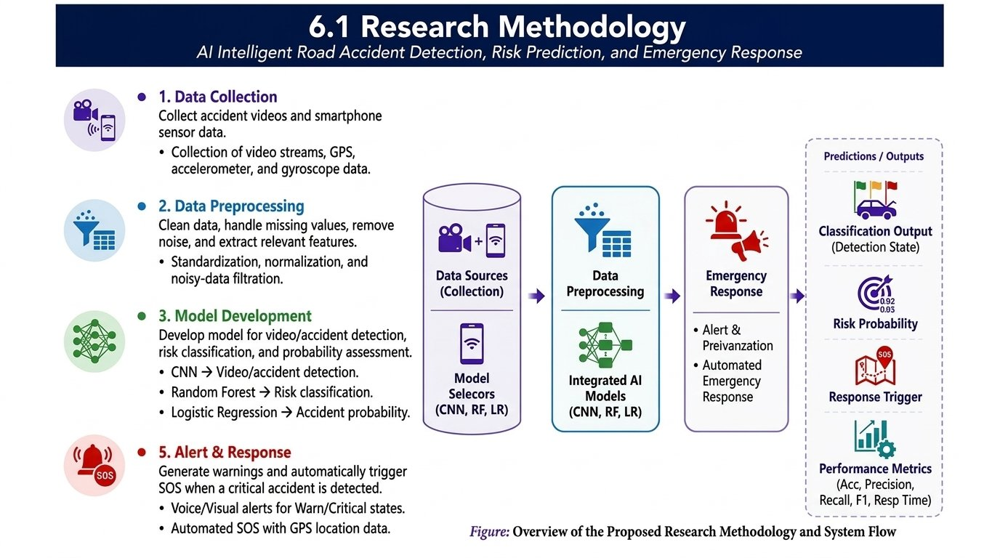 6.1 Research Methodology
AI Intelligent Road Accident Detection, Risk Prediction, and Emergency Response
• 1. Data Collection
Collect accident videos and smartphone
sensor data.
• Collection of video streams, GPS,
accelerometer, and gyroscope data.
• 2. Data Preprocessing
Clean data, handle missing values, remove
noise, and extract relevant features.
• Standardization, normalization, and
noisy-data filtration.
• 3. Model Development
Develop model for video/accident detection,
risk classification, and probability assessment.
• CNN → Video/accident detection.
• Random Forest → Risk classification.
• Logistic Regression → Accident probability.
SOS
• 5. Alert & Response
Generate warnings and automatically trigger
SOS when a critical accident is detected.
• Voice/Visual alerts for Warn/Critical states.
• Automated SOS with GPS location data.
+
Data Sources
(Collection)
Model
Selecors
(CNN, RF, LR)
Data
Preprocessing
Integrated AI
Models
(CNN, RF, LR)
Emergency
Response
• Alert &
Preivanzation
• Automated
Emergency
Response
Predictions / Outputs
Classification Output
(Detection State)
0.92
0.03
Risk Probability
SOS
Response Trigger
Performance Metrics
(Acc, Precision,
Recall, F1, Resp Time)
Figure: Overview of the Proposed Research Methodology and System Flow